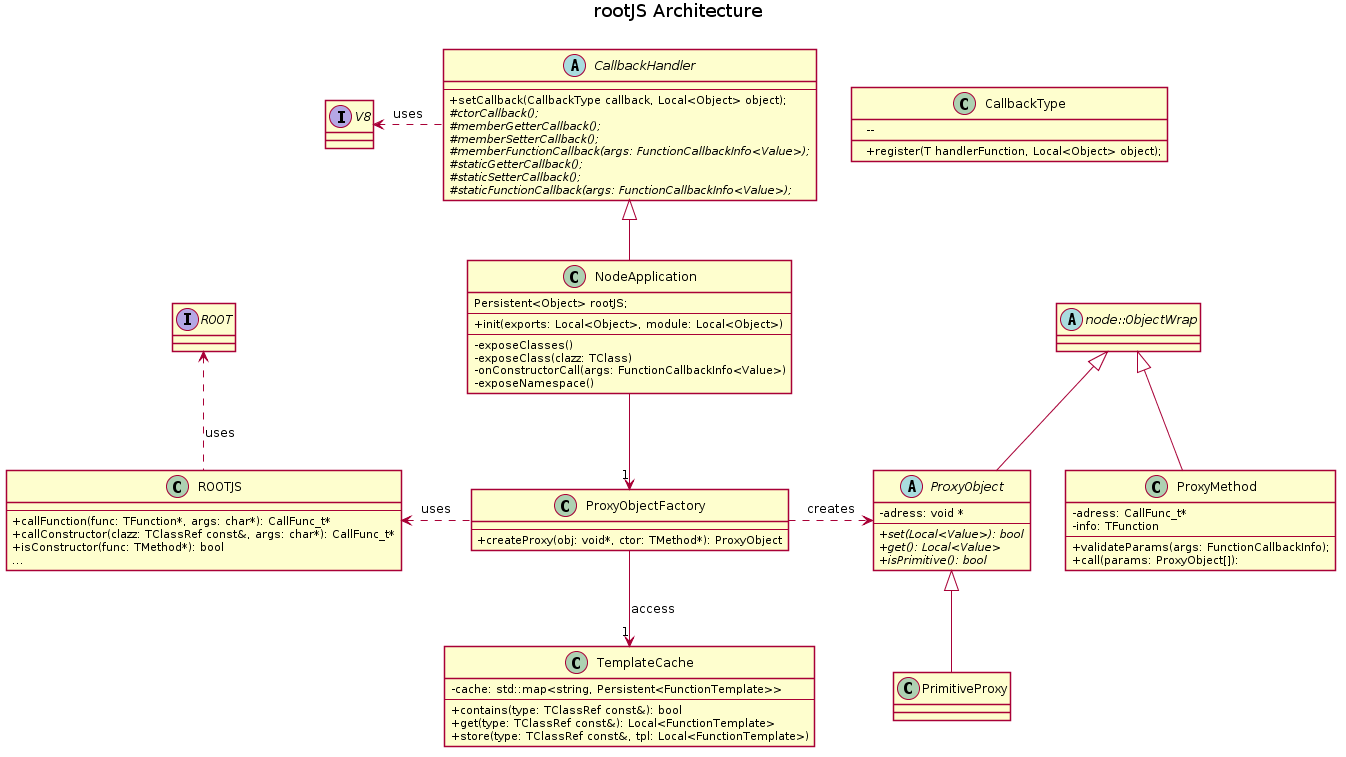 rootJS Architecture
A CallbackHandler
+setCallback(CallbackType callback, Local<Object> object);
#ctorCallback();
#memberGetterCallback();
#memberSetterCallback();
#memberFunctionCallback(args: FunctionCallbackInfo<Value>);
#staticGetterCallback();
#staticSetterCallback();
#staticFunctionCallback(args: FunctionCallbackInfo<Value>);
I V8
uses
C CallbackType
--
+register(T handlerFunction, Local<Object> object);
C NodeApplication
Persistent<Object> rootJS;
+init(exports: Local<Object>, module: Local<Object>)
-exposeClasses()
-exposeClass(clazz: TClass)
-onConstructorCall(args: FunctionCallbackInfo<Value>)
-exposeNamespace()
I ROOT
uses
A node::ObjectWrap
1
C ROOTJS
+callFunction(func: TFunction*, args: char*): CallFunc_t*
+callConstructor(clazz: TClassRef const&, args: char*): CallFunc_t*
+isConstructor(func: TMethod*): bool
...
uses
C ProxyObjectFactory
+createProxy(obj: void*, ctor: TMethod*): ProxyObject
creates
A ProxyObject
-adress: void *
+set(Local<Value>): bool
+get(): Local<Value>
+isPrimitive(): bool
C ProxyMethod
-adress: CallFunc_t*
-info: TFunction
+validateParams(args: FunctionCallbackInfo);
+call(params: ProxyObject[]):
access
1
C TemplateCache
-cache: std::map<string, Persistent<FunctionTemplate>>
+contains(type: TClassRef const&): bool
+get(type: TClassRef const&): Local<FunctionTemplate>
+store(type: TClassRef const&, tpl: Local<FunctionTemplate>)
C PrimitiveProxy